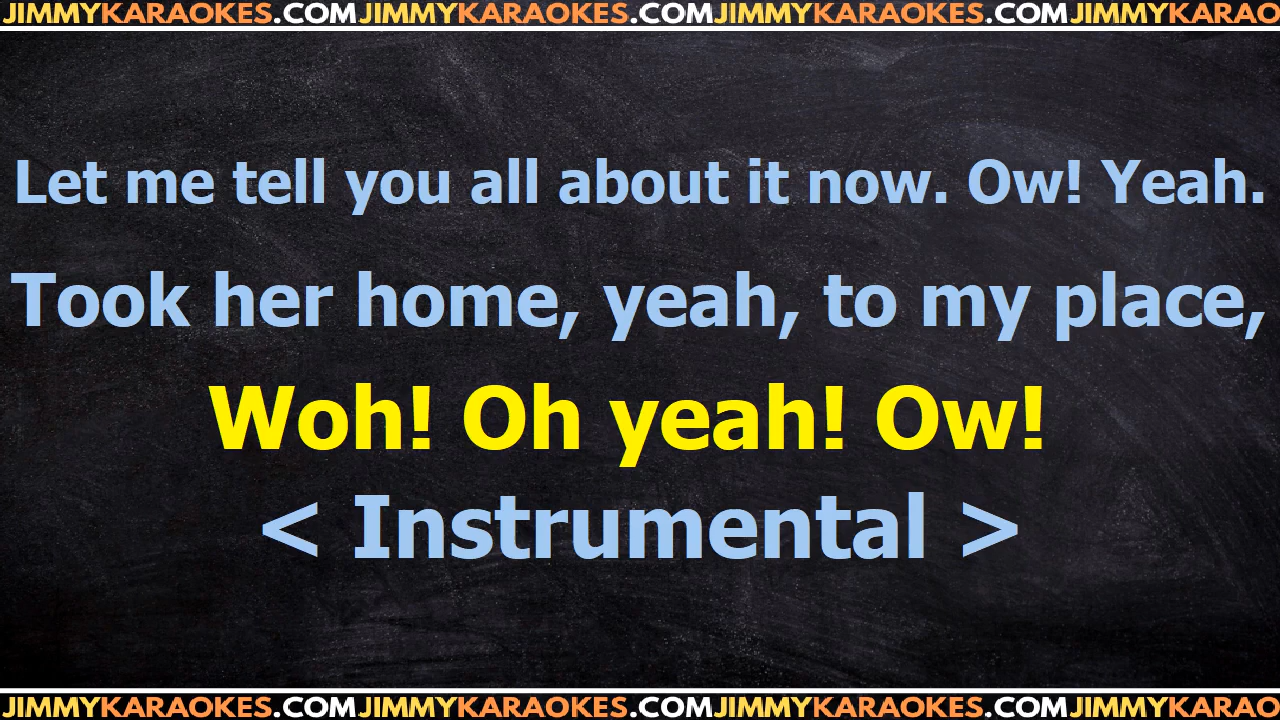 JIMMYKARAOKES.COMJIMMYKARAOKES.COMJIMMYKARAOKES.COMJIMMYKARAO
Let me tell you all about it now. Ow! Yeah.
Took her home, yeah, to my place,
Woh! Oh yeah! Ow!
< Instrumental >
JIMMYKARAOKES.COMJIMMYKARAOKES.COMJIMMYKARAOKES.COMJIMMYKARAO